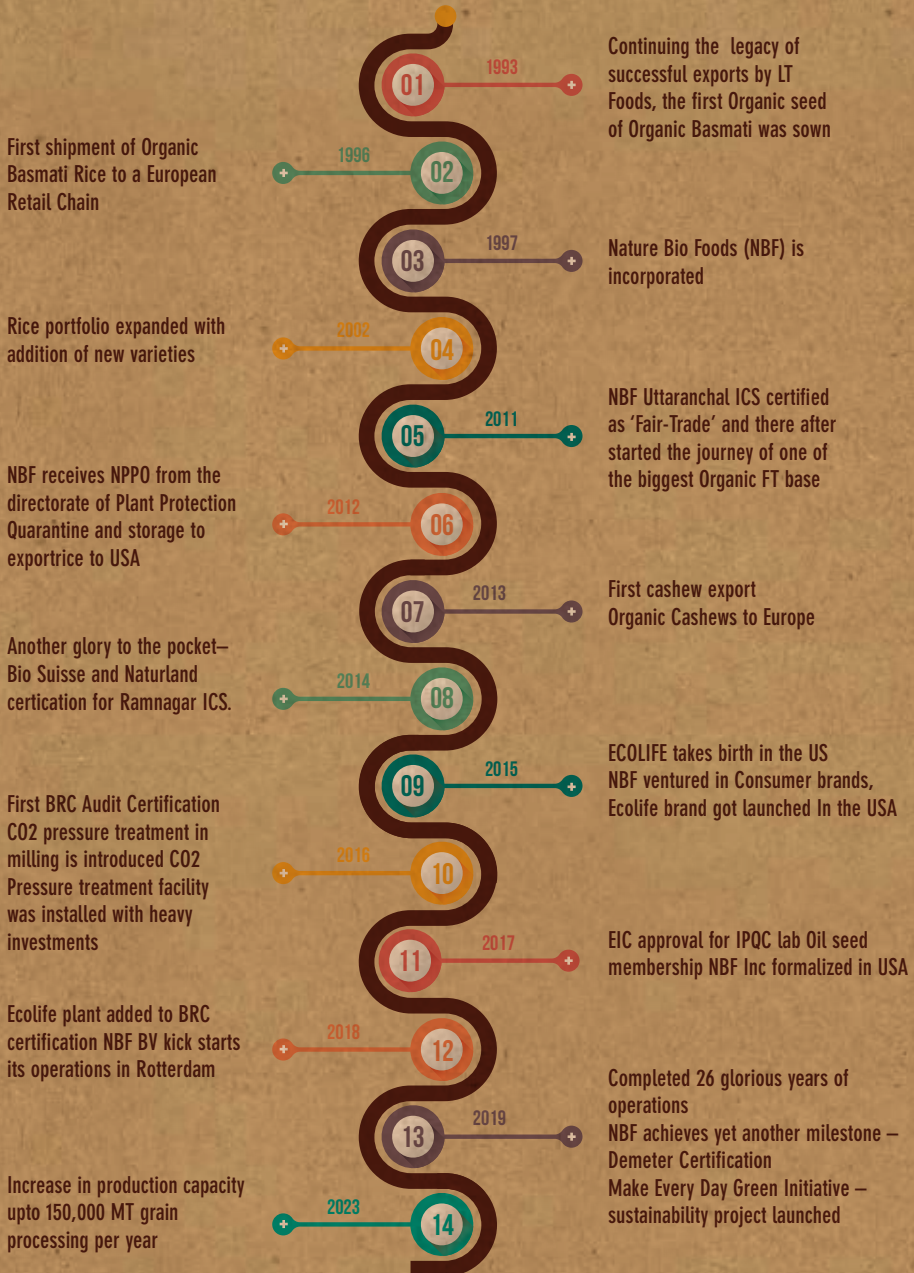 01
1993
Continuing the legacy of
successful exports by LT
Foods, the first Organic seed
of Organic Basmati was sown
First shipment of Organic
Basmati Rice to a European
Retail Chain
1996
02
03
1997
Nature Bio Foods (NBF) is
incorporated
Rice portfolio expanded with
addition of new varieties
2002
04
05
2011
NBF Uttaranchal ICS certified
as ‘Fair-Trade’ and there after
started the journey of one of
the biggest Organic FT base
NBF receives NPPO from the
directorate of Plant Protection
Quarantine and storage to
exportrice to USA
2012
06
07
2013
First cashew export
Organic Cashews to Europe
Another glory to the pocket–
Bio Suisse and Naturland
certication for Ramnagar ICS.
2014
08
09
2015
ECOLIFE takes birth in the US
NBF ventured in Consumer brands,
Ecolife brand got launched In the USA
First BRC Audit Certification
CO2 pressure treatment in
milling is introduced CO2
Pressure treatment facility
was installed with heavy
investments
2016
10
11
2017
EIC approval for IPQC lab Oil seed
membership NBF Inc formalized in USA
Ecolife plant added to BRC
certification NBF BV kick starts
its operations in Rotterdam
2018
12
13
2019
Completed 26 glorious years of
operations
NBF achieves yet another milestone –
Demeter Certification
Make Every Day Green Initiative –
sustainability project launched
Increase in production capacity
upto 150,000 MT grain
processing per year
2023
14